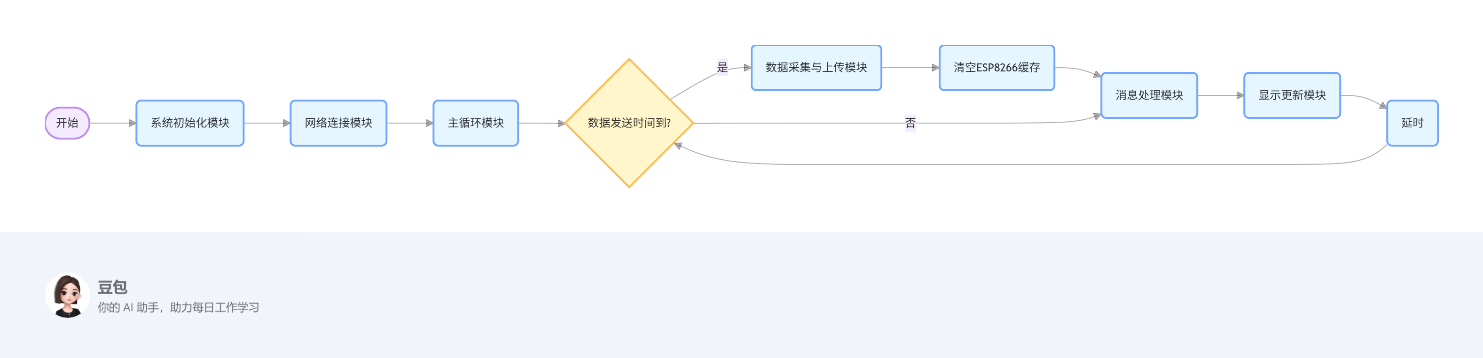 开始
系统初始化模块
网络连接模块
主循环模块
数据发送时间到?
是
数据采集与上传模块
清空ESP8266缓存
否
消息处理模块
显示更新模块
延时
豆包
你的 AI 助手，助力每日工作学习